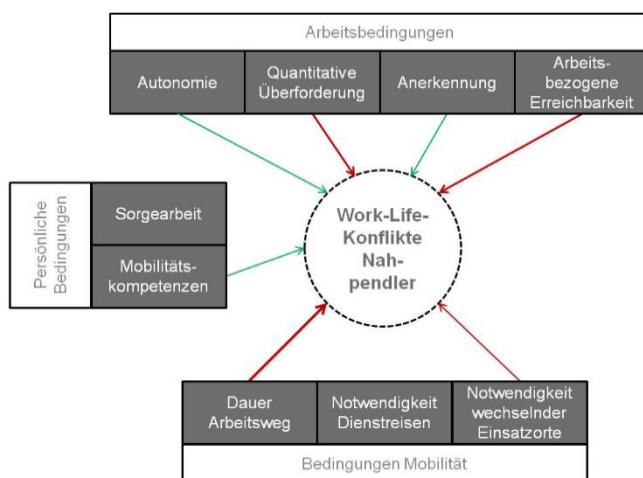 Arbeitsbedingungen
Autonomie
Quantitative
Überforderung
Anerkennung
Arbeits-
bezogene
Erreichbarkeit
Persönliche
Bedingungen
Sorgearbeit
Mobilitäts-
kompetenzen
Work-Life-
Konflikte
Nah-
pendler
Dauer
Arbeitsweg
Notwendigkeit
Dienstreisen
Notwendigkeit
wechselnder
Einsatzorte
Bedingungen Mobilität